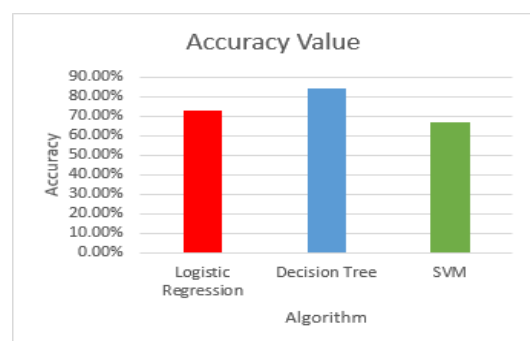 Accuracy Value
Accuracy
90.00%
80.00%
70.00%
60.00%
50.00%
40.00%
30.00%
20.00%
10.00%
0.00%
Logistic
Regression
Decision Tree
SVM
Algorithm